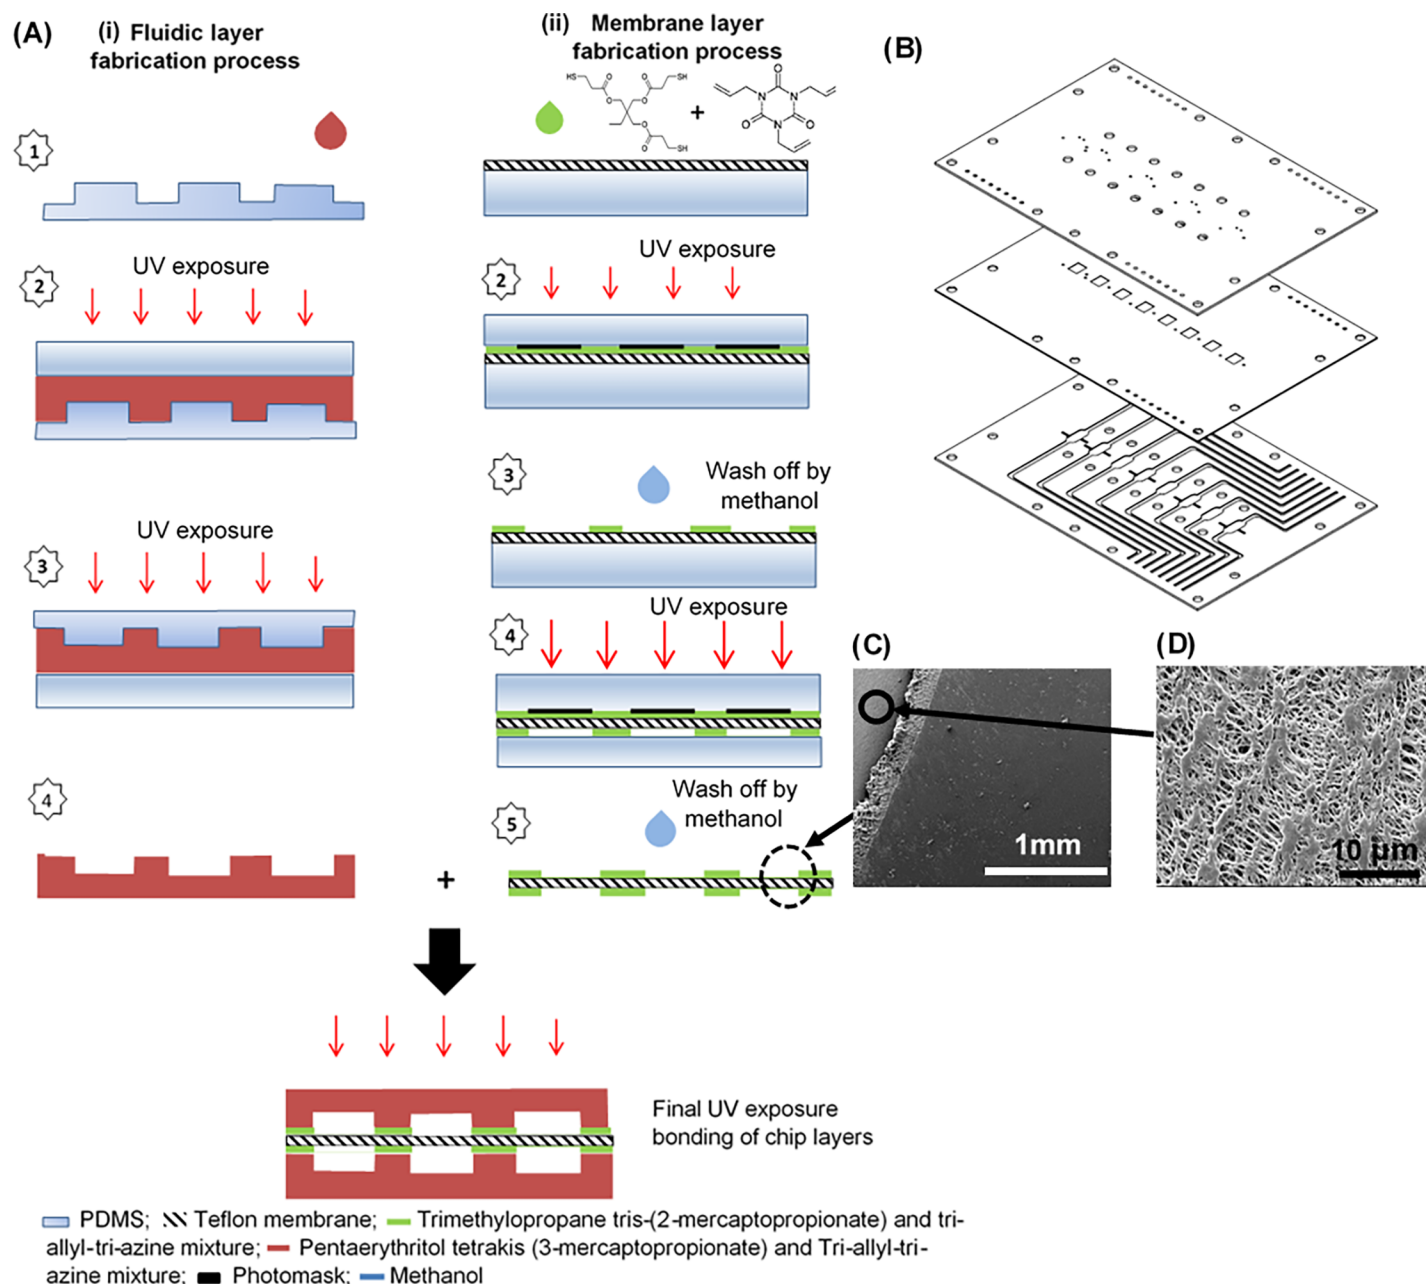 (A)
(i) Fluidic layer
fabrication process
1
2
UV exposure
3
UV exposure
4
(ii) Membrane layer
fabrication process
HS
O
O
SH
O
O
O
O
SH
+
O
N
N
O
N
O
2
UV exposure
3
Wash off by
methanol
4
UV exposure
5
Wash off by
methanol
+
Final UV exposure
bonding of chip layers
(B)
(C)
1mm
(D)
10 µm
PDMS; Teflon membrane; Trimethylopropane tris-(2-mercaptopropionate) and tri-
allyl-tri-azine mixture; Pentaerythritol tetrakis (3-mercaptopropionate) and Tri-allyl-tri-
azine mixture; Photomask; Methanol